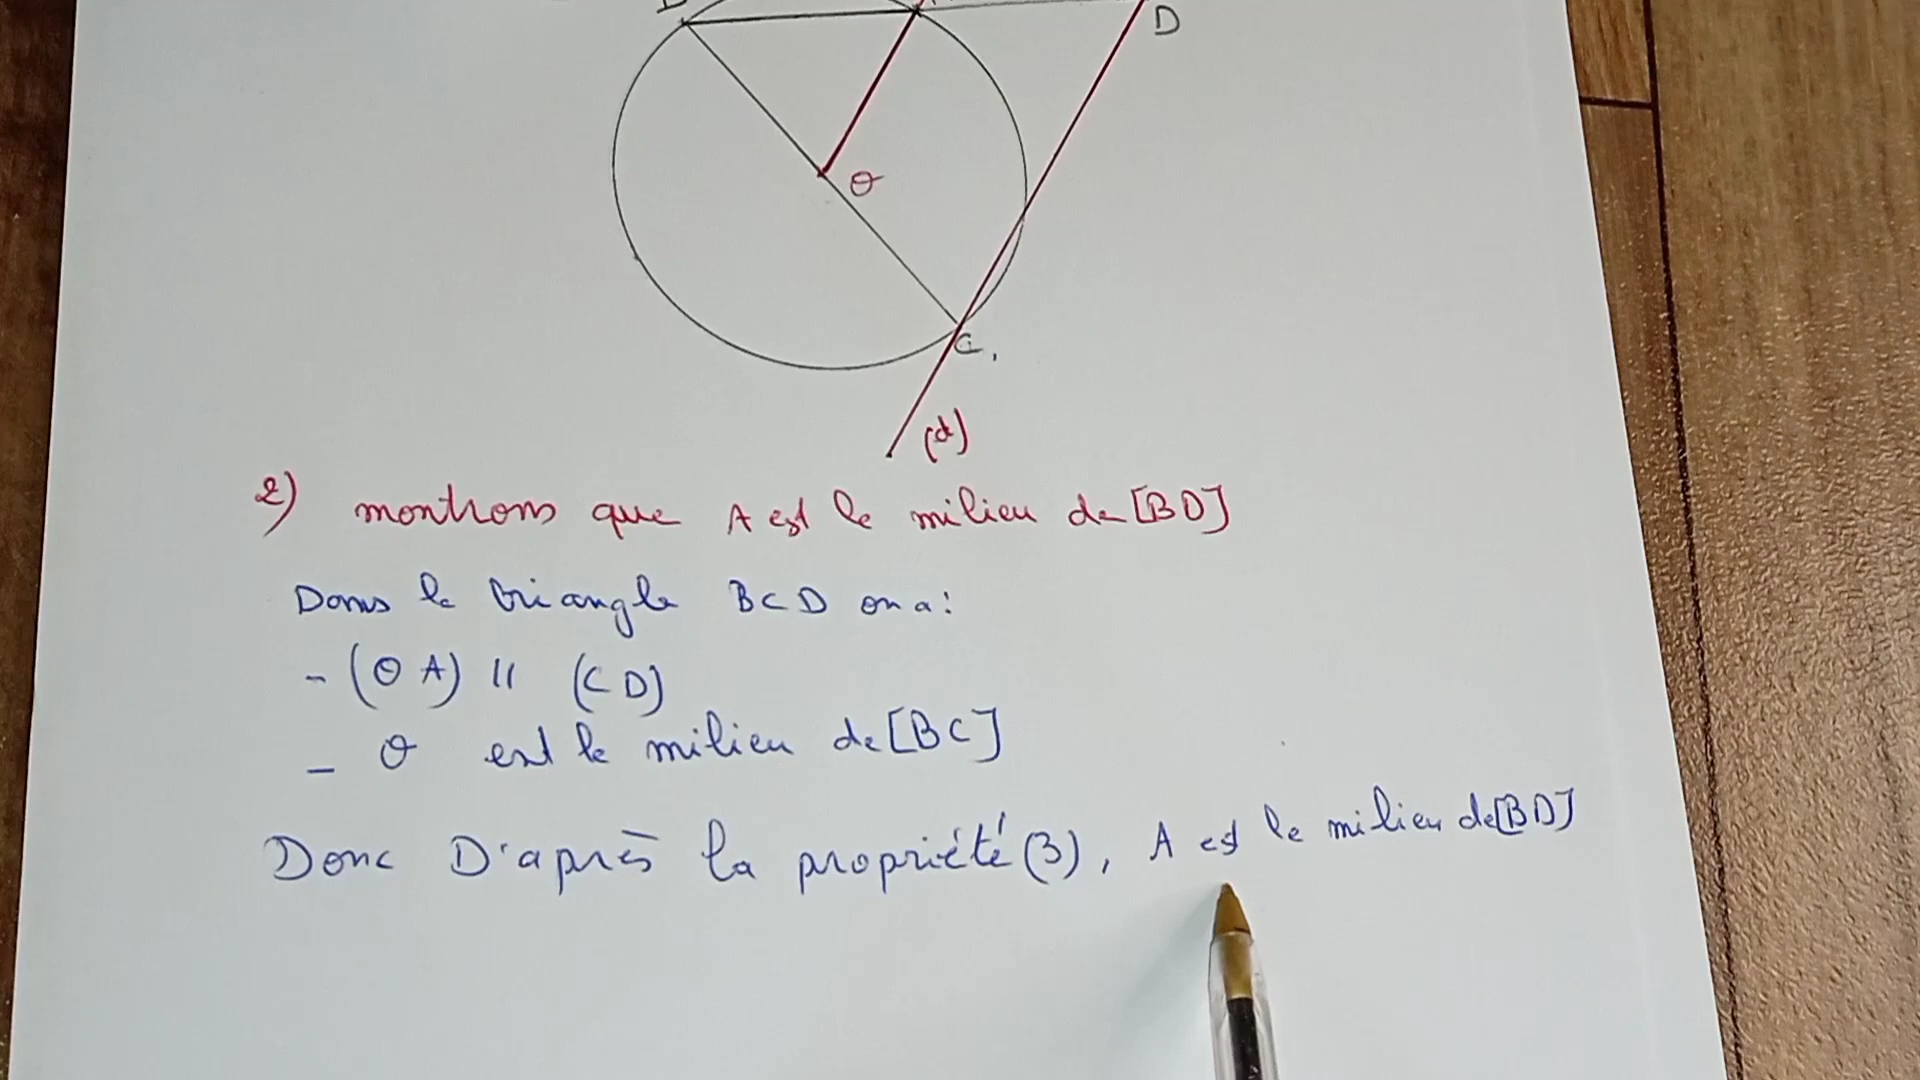 D
O
C
(d)
2) montrons que A est le milieu de [BD]
Dans le triangle BCD on a:
- (OA) // (CD)
- O est le milieu de [BC]
Donc D'après la propriété (3), A est le milieu de [BD]